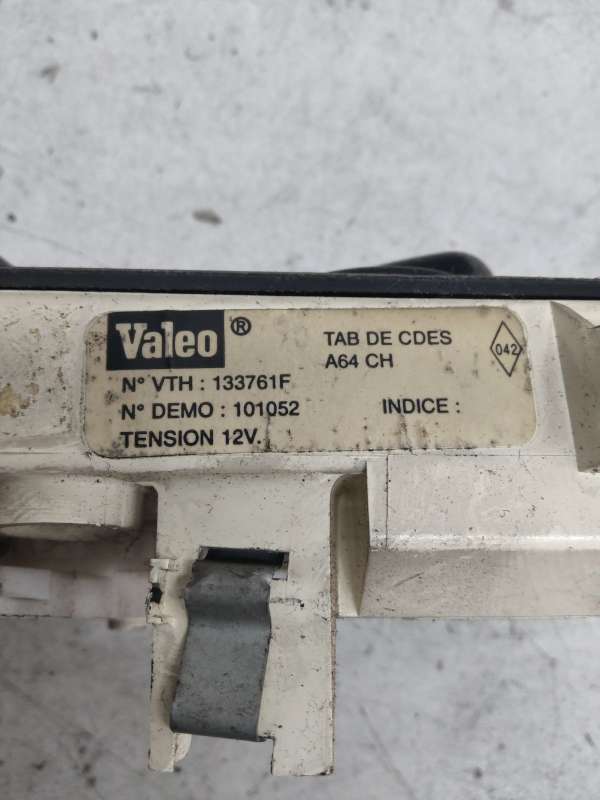 Valeo ® TAB DE CDES
A64 CH
042
N° VTH : 133761F
N° DEMO : 101052 INDICE :
TENSION 12V.